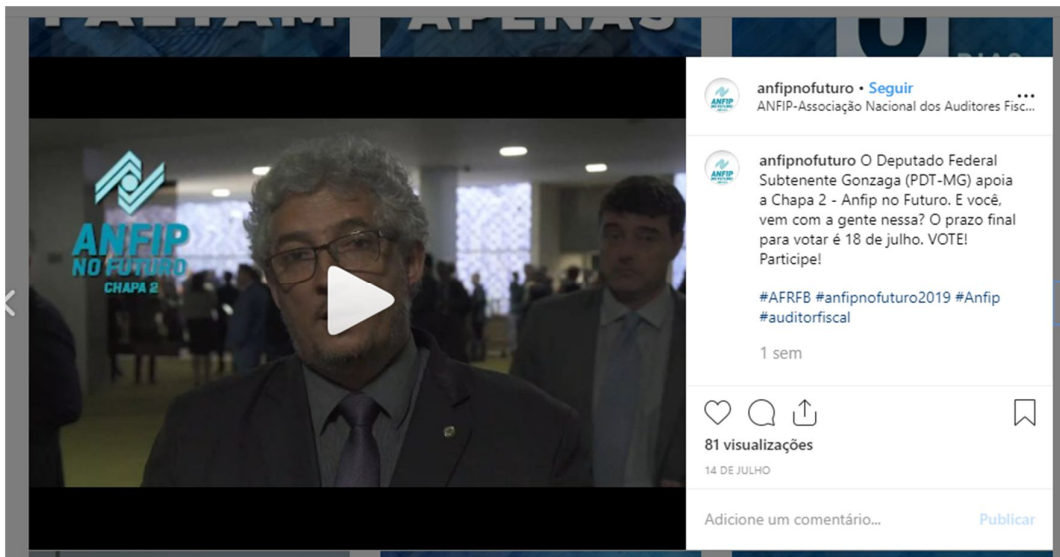 FALTAM
APENAS
DIAS
ANFIP
NO FUTURO
CHAPA 2
anfipnofuturo • Seguir
ANFIP-Associação Nacional dos Auditores Fisc...
anfipnofuturo O Deputado Federal
Subtenente Gonzaga (PDT-MG) apoia
a Chapa 2 - Anfip no Futuro. E você,
vem com a gente nessa? O prazo final
para votar é 18 de julho. VOTE!
Participe!
#AFRFB #anfipnofuturo2019 #Anfip
#auditorfiscal
1 sem
81 visualizações
14 DE JULHO
Adicione um comentário... Publicar